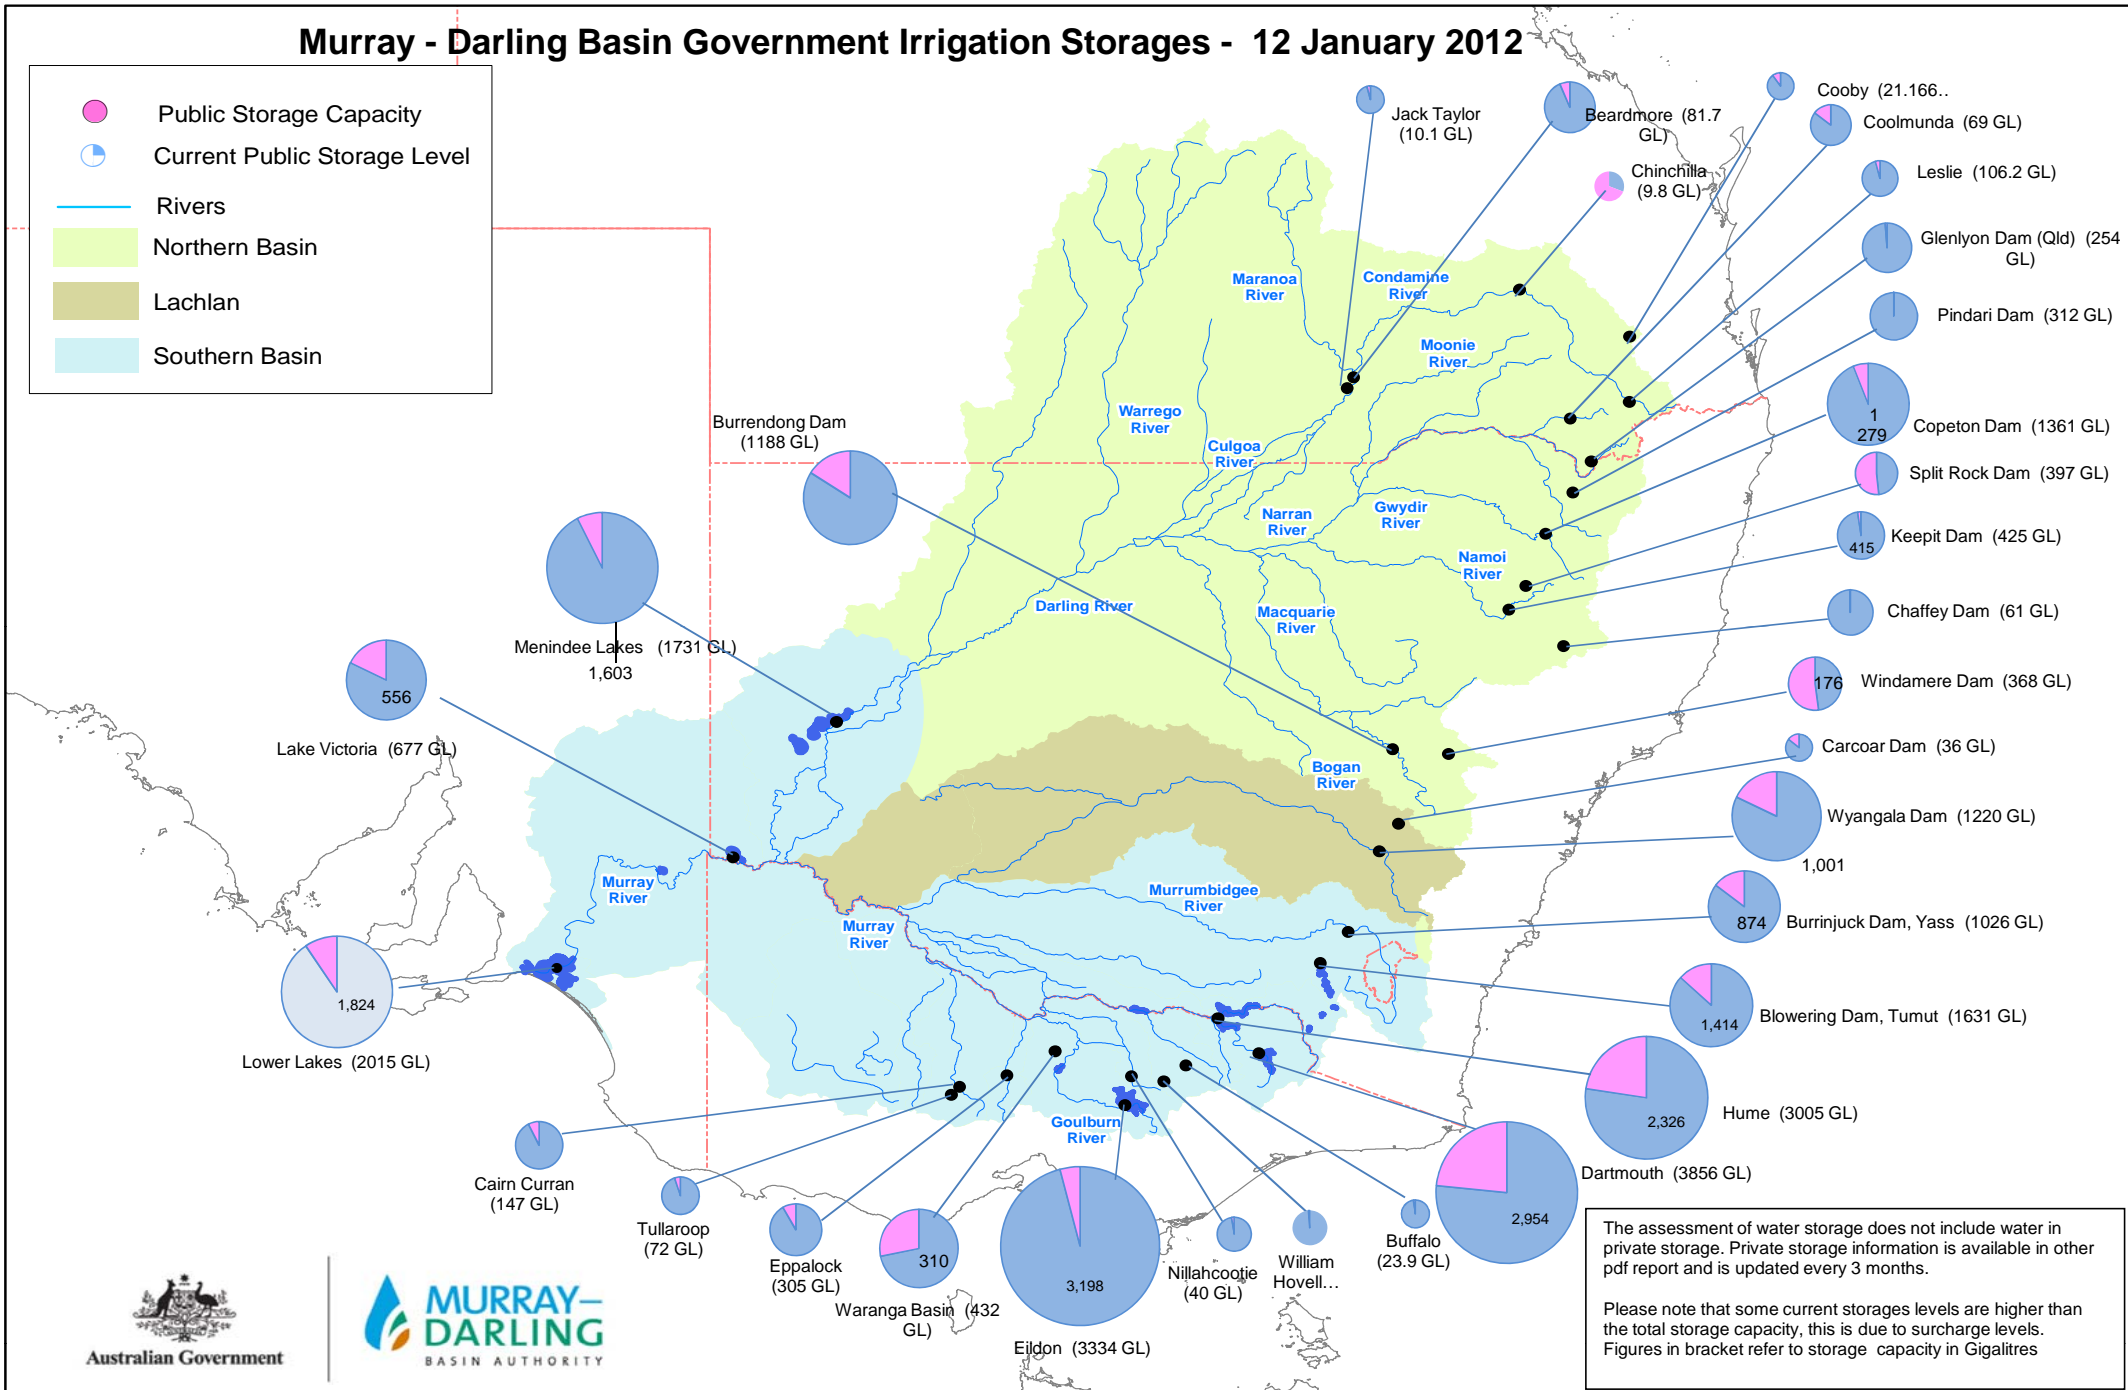 Murray - Darling Basin Government Irrigation Storages - 12 January 2012
Public Storage Capacity
Current Public Storage Level
Rivers
Northern Basin
Lachlan
Southern Basin
Jack Taylor
(10.1 GL)
Beardmore (81.7
GL)
Cooby (21.166..
Coolmunda (69 GL)
Chinchilla
(9.8 GL)
Leslie (106.2 GL)
Glenlyon Dam (Qld) (254
GL)
Pindari Dam (312 GL)
1
279
Copeton Dam (1361 GL)
Split Rock Dam (397 GL)
415
Keepit Dam (425 GL)
Chaffey Dam (61 GL)
176
Windamere Dam (368 GL)
Carcoar Dam (36 GL)
Wyangala Dam (1220 GL)
1,001
874
Burrinjuck Dam, Yass (1026 GL)
1,414
Blowering Dam, Tumut (1631 GL)
2,326
Hume (3005 GL)
Dartmouth (3856 GL)
2,954
Burrendong Dam
(1188 GL)
Menindee Lakes (1731 GL)
1,603
556
Lake Victoria (677 GL)
1,824
Lower Lakes (2015 GL)
Maranoa
River
Condamine
River
Moonie
River
Warrego
River
Culgoa
River
Narran
River
Gwydir
River
Namoi
River
Darling River
Macquarie
River
Bogan
River
Murray
River
Murrumbidgee
River
Murray
River
Goulburn
River
Cairn Curran
(147 GL)
Tullaroop
(72 GL)
Eppalock
(305 GL)
310
Waranga Basin (432
GL)
3,198
Eildon (3334 GL)
Nillahcootie
(40 GL)
William
Hovell...
Buffalo
(23.9 GL)
The assessment of water storage does not include water in
private storage. Private storage information is available in other
pdf report and is updated every 3 months.
Please note that some current storages levels are higher than
the total storage capacity, this is due to surcharge levels.
Figures in bracket refer to storage capacity in Gigalitres
Australian Government
MURRAY–
DARLING
BASIN AUTHORITY